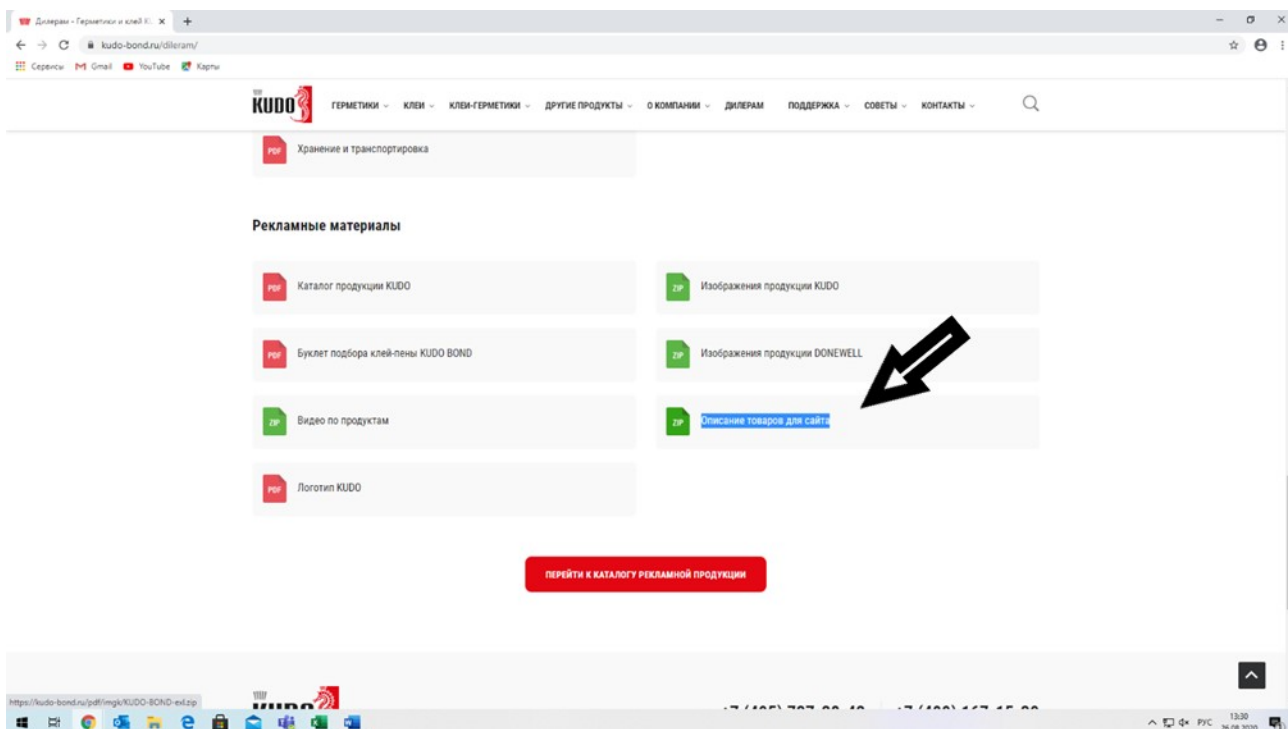 Дилерам - Герметики и клей К
kudo-bond.ru/dileram/
Сервисы Gmail YouTube Карты
KUDO ГЕРМЕТИКИ КЛЕИ КЛЕИ-ГЕРМЕТИКИ ДРУГИЕ ПРОДУКТЫ О КОМПАНИИ ДИЛЕРАМ ПОДДЕРЖКА СОВЕТЫ КОНТАКТЫ
PDF Хранение и транспортировка
Рекламные материалы
PDF Каталог продукции KUDO
ZIP Изображения продукции KUDO
PDF Буклет подбора клей-пены KUDO BOND
ZIP Изображения продукции DONEWELL
ZIP Видео по продуктам
ZIP Описание товаров для сайта
PDF Логотип KUDO
ПЕРЕЙТИ К КАТАЛОГУ РЕКЛАМНОЙ ПРОДУКЦИИ
https://kudo-bond.ru/pdf/imgk/KUDO-BOND-exl.zip
KUDO
РУС 13:30
26.08.2020